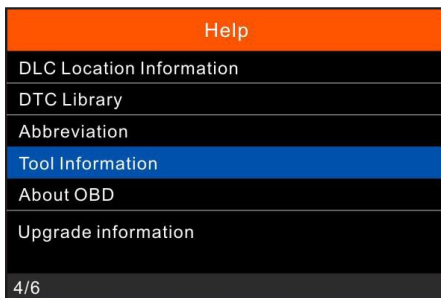 Help
DLC Location Information
DTC Library
Abbreviation
Tool Information
About OBD
Upgrade information
4/6